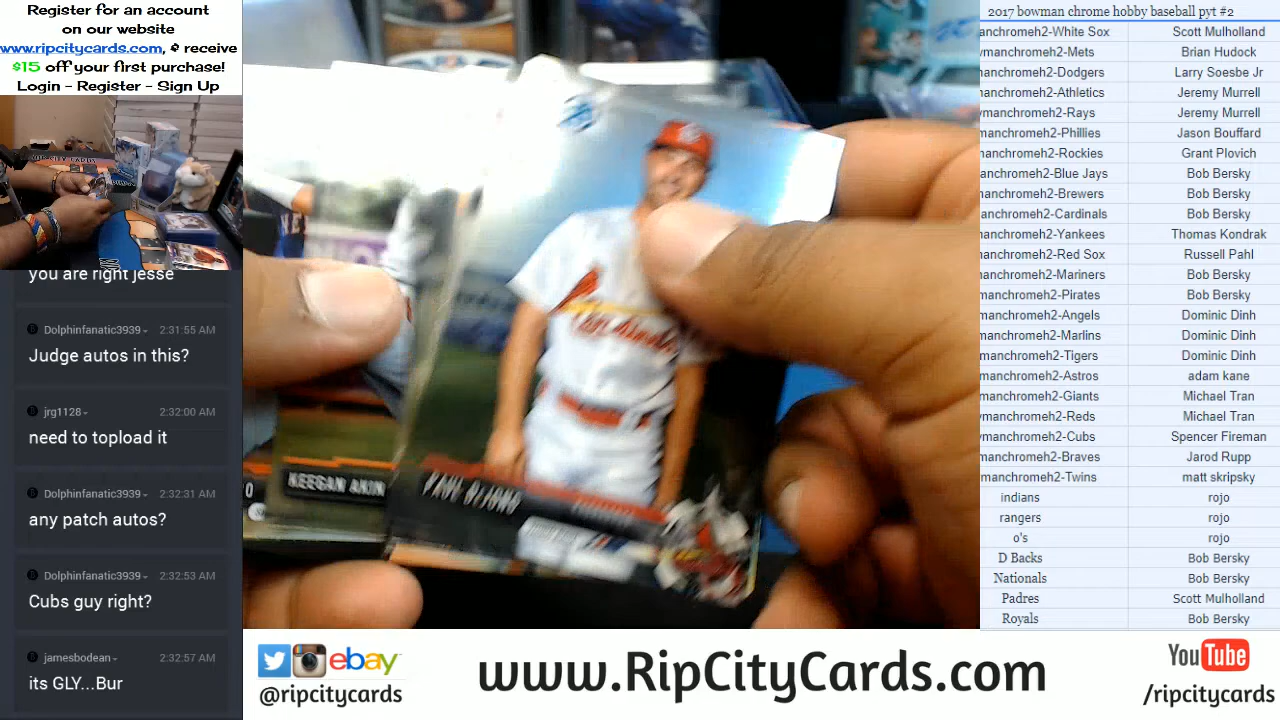 Register for an account
on our website
www.ripcitycards.com, & receive
$15 off your first purchase!
Login - Register - Sign Up
you are right jesse
Dolphinfanatic3939 2:31:55 AM
Judge autos in this?
jrg1128 2:32:00 AM
need to topload it
Dolphinfanatic3939 2:32:31 AM
any patch autos?
Dolphinfanatic3939 2:32:53 AM
Cubs guy right?
jamesbodean 2:32:57 AM
its GLY...Bur
KEEGAN AKIN
PAUL DEJONG
Cardinals
2017 bowman chrome hobby baseball pyt #2
anchromeh2-White Sox Scott Mulholland
ymanchromeh2-Mets Brian Hudock
manchromeh2-Dodgers Larry Soesbe Jr
manchromeh2-Athletics Jeremy Murrell
manchromeh2-Rays Jeremy Murrell
manchromeh2-Phillies Jason Bouffard
manchromeh2-Rockies Grant Plovich
manchromeh2-Blue Jays Bob Bersky
manchromeh2-Brewers Bob Bersky
manchromeh2-Cardinals Bob Bersky
manchromeh2-Yankees Thomas Kondrak
manchromeh2-Red Sox Russell Pahl
manchromeh2-Mariners Bob Bersky
manchromeh2-Pirates Bob Bersky
manchromeh2-Angels Dominic Dinh
manchromeh2-Marlins Dominic Dinh
manchromeh2-Tigers Dominic Dinh
manchromeh2-Astros adam kane
manchromeh2-Giants Michael Tran
ymanchromeh2-Reds Michael Tran
ymanchromeh2-Cubs Spencer Fireman
manchromeh2-Braves Jarod Rupp
manchromeh2-Twins matt skripsky
indians rojo
rangers rojo
o's rojo
D Backs Bob Bersky
Nationals Bob Bersky
Padres Scott Mulholland
Royals Bob Bersky
ebay
@ripcitycards
www.RipCityCards.com
YouTube
/ripcitycards